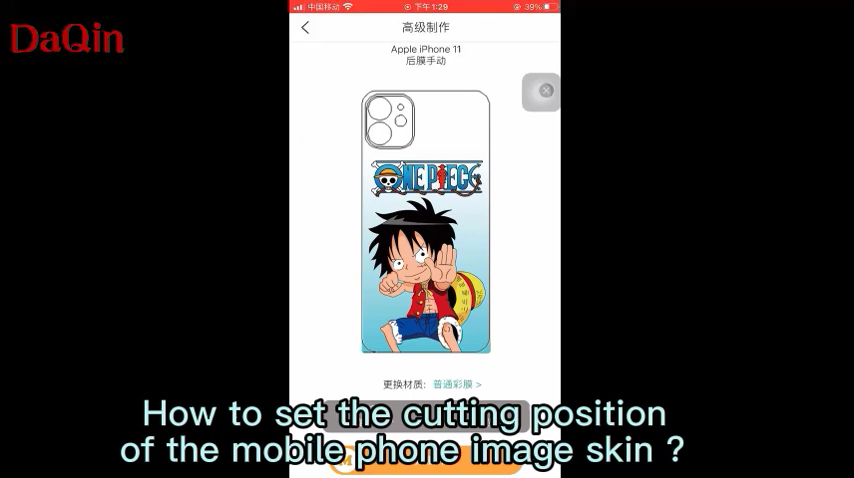 DaQin
中国移动
下午1:29
39%
高级制作
Apple iPhone 11
后膜手动
ONE PIECE
更换材质: 普通彩膜 >
How to set the cutting position
of the mobile phone image skin ?